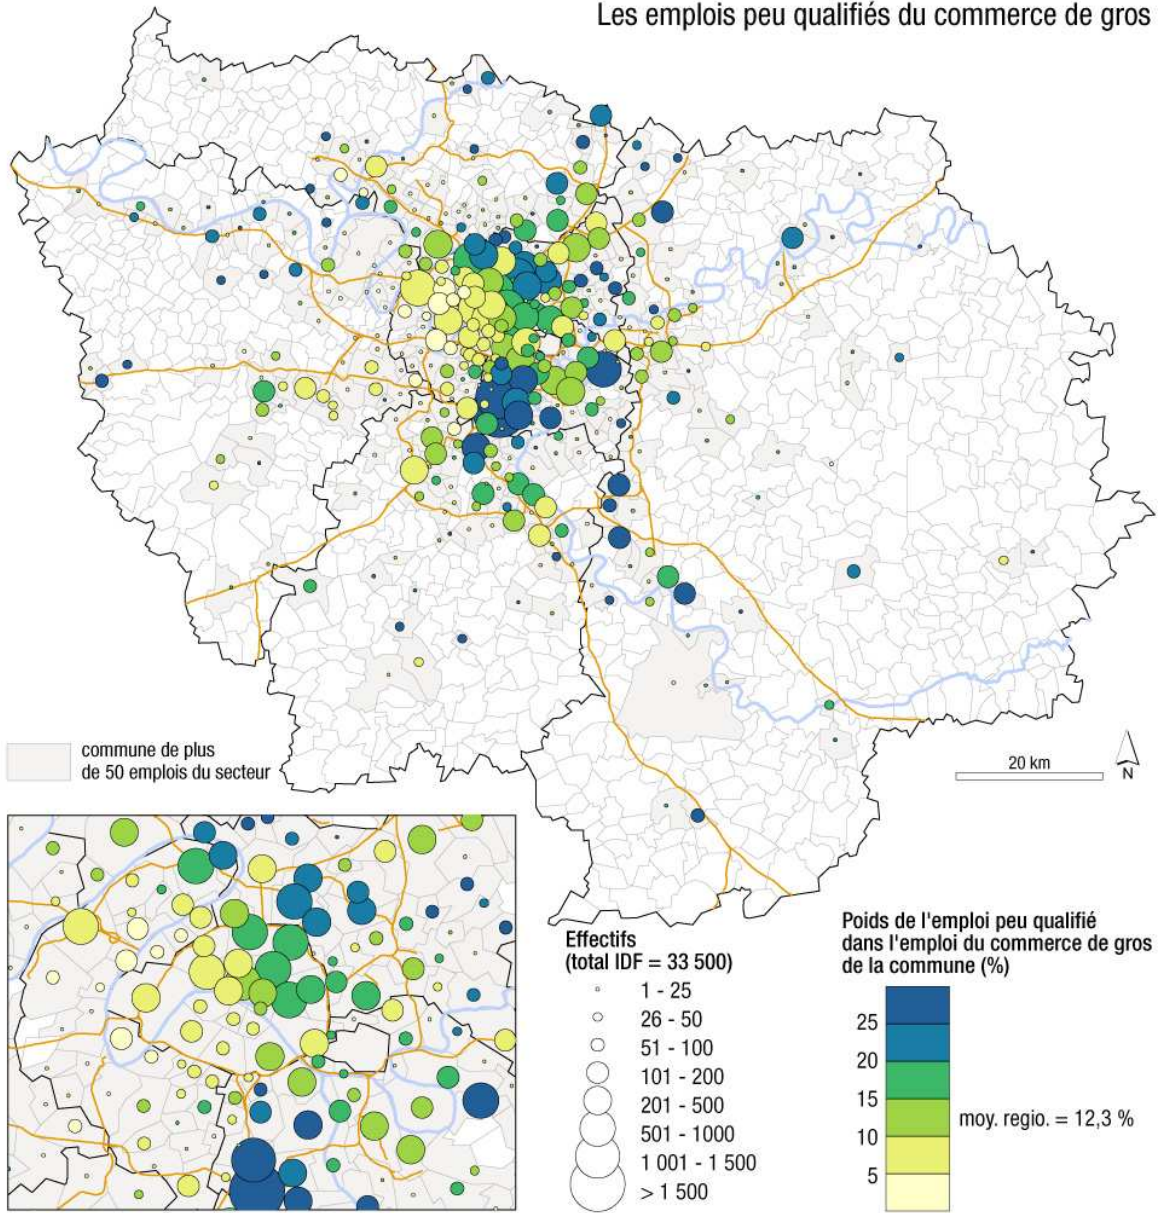 Les emplois peu qualifiés du commerce de gros
commune de plus
de 50 emplois du secteur
20 km
N
Effectifs
(total IDF = 33 500)
1 - 25
26 - 50
51 - 100
101 - 200
201 - 500
501 - 1000
1 001 - 1 500
> 1 500
Poids de l'emploi peu qualifié
dans l'emploi du commerce de gros
de la commune (%)
25
20
15
10
5
moy. regio. = 12,3 %